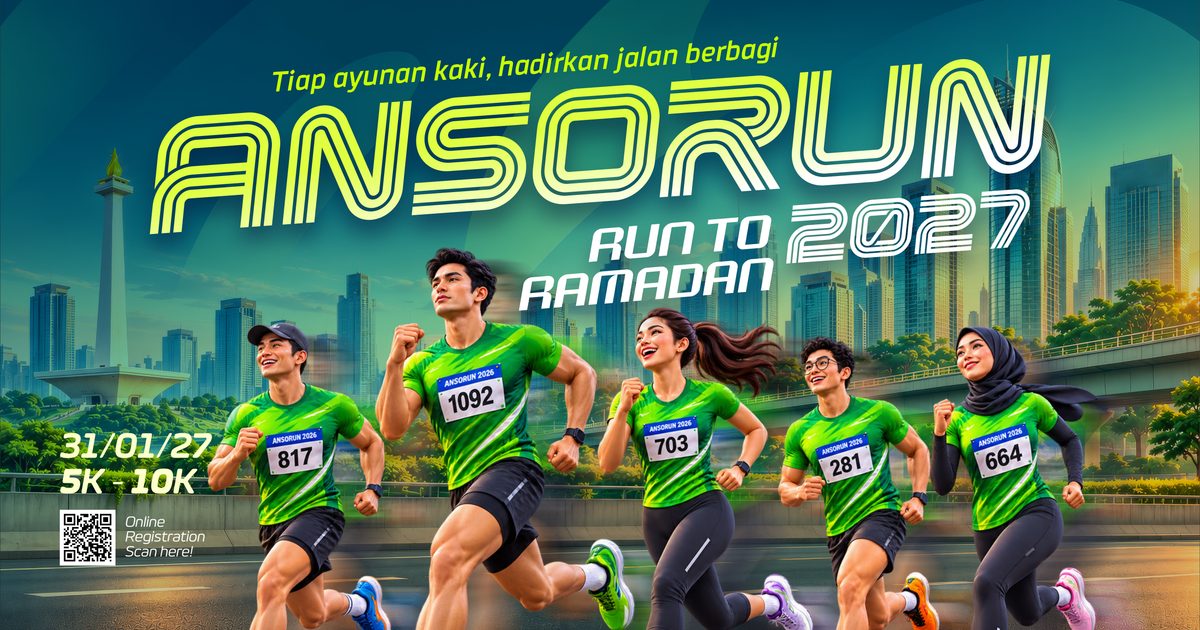 Tiap ayunan kaki, hadirkan jalan berbagi
ANSORUN
RUN TO
RAMADAN
2027
31/01/27
5K - 10K
Online
Registration
Scan here!
ANSORUN 2026
817
ANSORUN 2026
1092
ANSORUN 2026
703
ANSORUN 2026
281
ANSORUN 2026
664